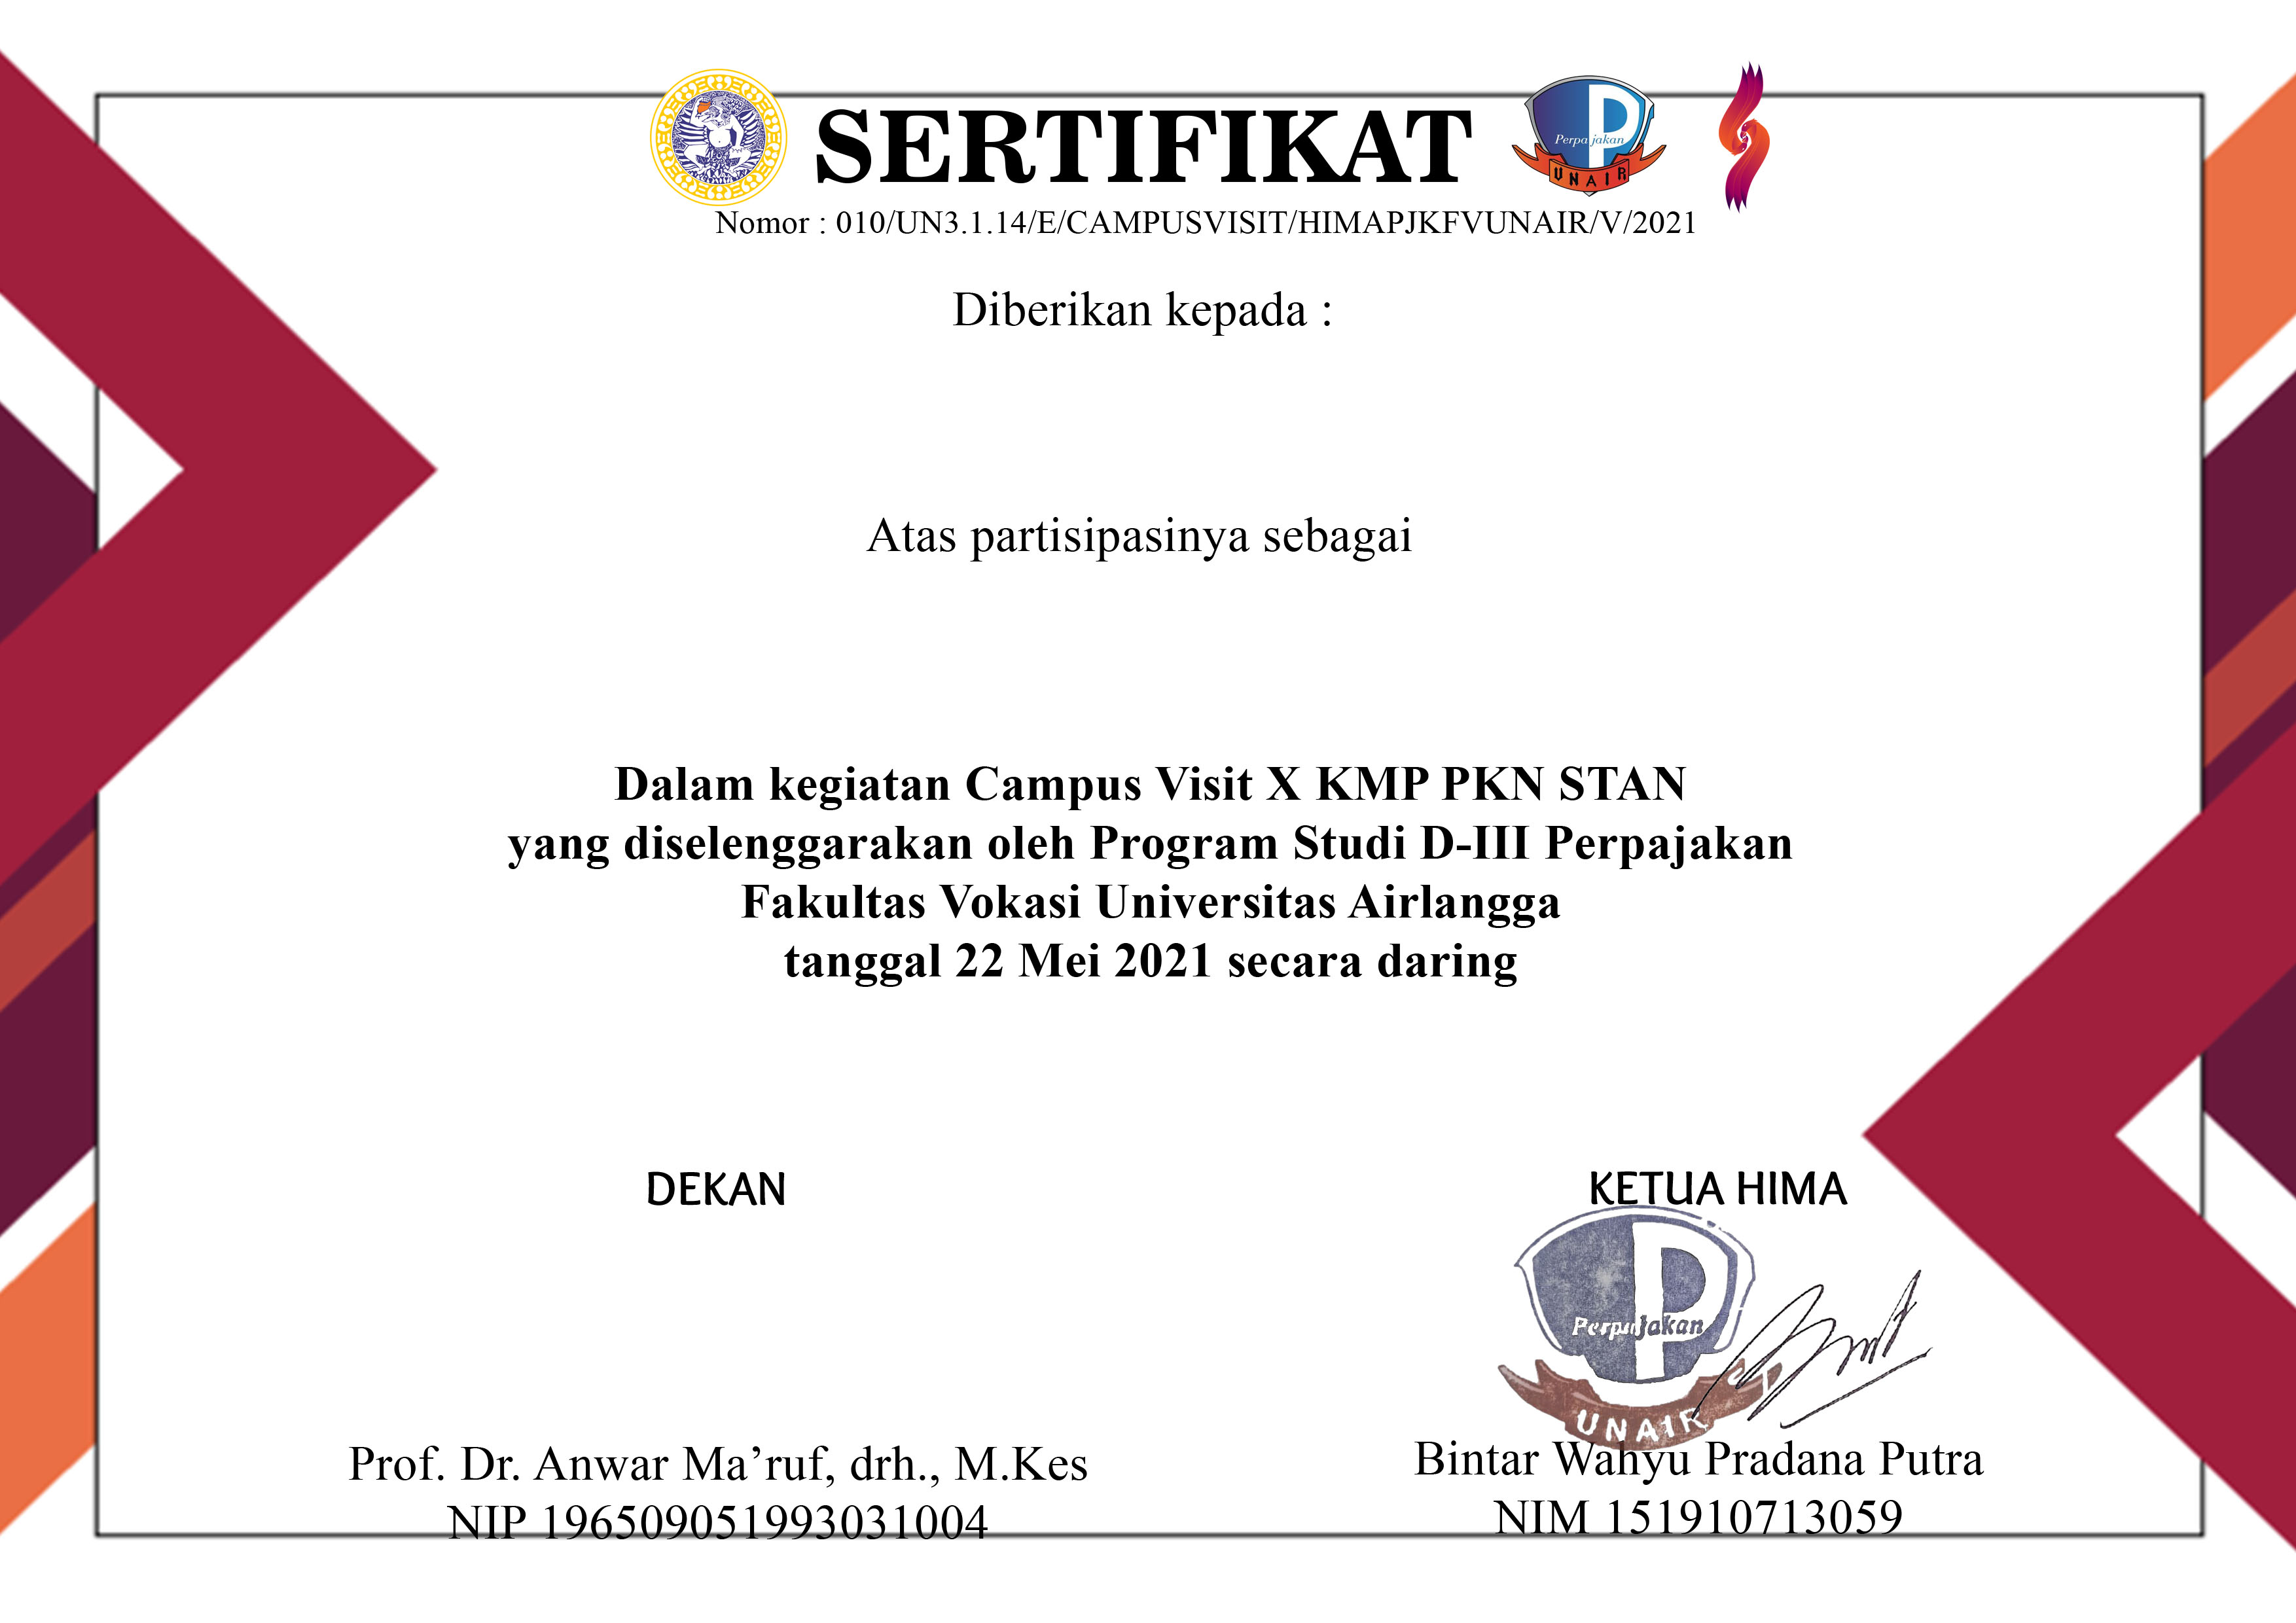 SERTIFIKAT
Perpajakan
UNAIR
Nomor : 010/UN3.1.14/E/CAMPUSVISIT/HIMAPJKFVUNAIR/V/2021
Diberikan kepada :
Atas partisipasinya sebagai
Dalam kegiatan Campus Visit X KMP PKN STAN
yang diselenggarakan oleh Program Studi D-III Perpajakan
Fakultas Vokasi Universitas Airlangga
tanggal 22 Mei 2021 secara daring
DEKAN
Prof. Dr. Anwar Ma’ruf, drh., M.Kes
NIP 196509051993031004
KETUA HIMA
Perpajakan
UNAIR
Bintar Wahyu Pradana Putra
NIM 151910713059